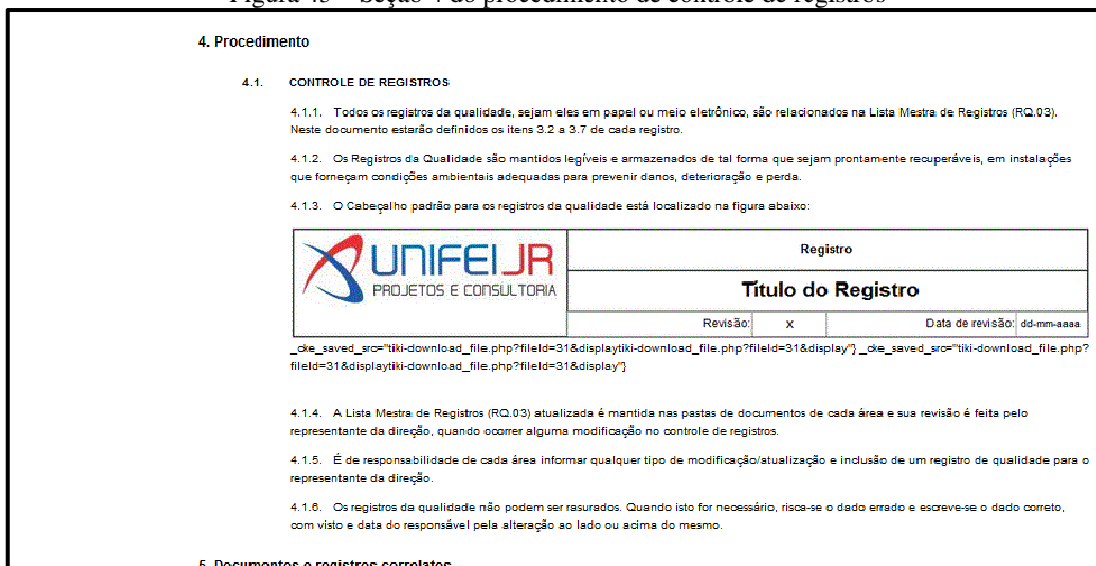 Figura 43 – Seção 4 do procedimento de controle de registros
4. Procedimento
4.1. CONTROLE DE REGISTROS
4.1.1. Todos os registros da qualidade, sejam eles em papel ou meio eletrônico, são relacionados na Lista Mestra de Registros (RQ.03).
Neste documento estarão definidos os itens 3.2 a 3.7 de cada registro.
4.1.2. Os Registros da Qualidade são mantidos legíveis e armazenados de tal forma que sejam prontamente recuperáveis, em instalações
que forneçam condições ambientais adequadas para prevenir danos, deterioração e perda.
4.1.3. O Cabeçalho padrão para os registros da qualidade está localizado na figura abaixo:
UNIFEI JR
PROJETOS E CONSULTORIA
Registro
Título do Registro
Revisão: X Data de revisão: dd-mm-aaaa
_cke_saved_src="tiki-download_file.php?fileId=31&displaytiki-download_file.php?fileId=31&display"} _cke_saved_src="tiki-download_file.php?
fileId=31&displaytiki-download_file.php?fileId=31&display"}
4.1.4. A Lista Mestra de Registros (RQ.03) atualizada é mantida nas pastas de documentos de cada área e sua revisão é feita pelo
representante da direção, quando ocorrer alguma modificação no controle de registros.
4.1.5. É de responsabilidade de cada área informar qualquer tipo de modificação/atualização e inclusão de um registro de qualidade para o
representante da direção.
4.1.6. Os registros da qualidade não podem ser rasurados. Quando isto for necessário, risca-se o dado errado e escreve-se o dado correto,
com visto e data do responsável pela alteração ao lado ou acima do mesmo.
5. Documentos e registros correlatos